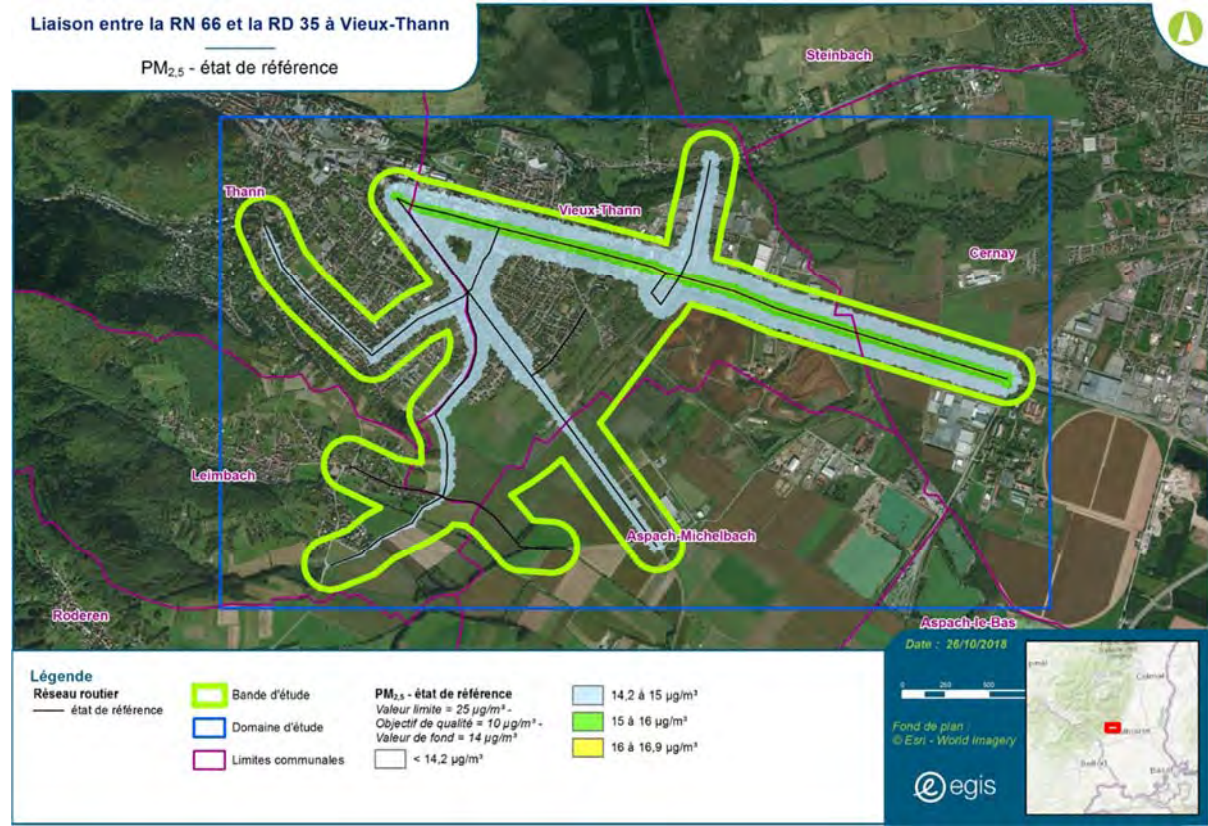 Liaison entre la RN 66 et la RD 35 à Vieux-Thann
PM2,5 - état de référence
Steinbach
Thann
Vieux-Thann
Cernay
Leimbach
Aspach-Michelbach
Roderen
Aspach-le-Bas
Légende
Réseau routier
état de référence
Bande d'étude
Domaine d'étude
Limites communales
PM2,5 - état de référence
Valeur limite = 25 µg/m³ -
Objectif de qualité = 10 µg/m³ -
Valeur de fond = 14 µg/m³
< 14,2 µg/m³
14,2 à 15 µg/m³
15 à 16 µg/m³
16 à 16,9 µg/m³
Date : 26/10/2018
0 250 500
Fond de plan :
© Esri - World Imagery
egis
Colmar
Belfort
Basel